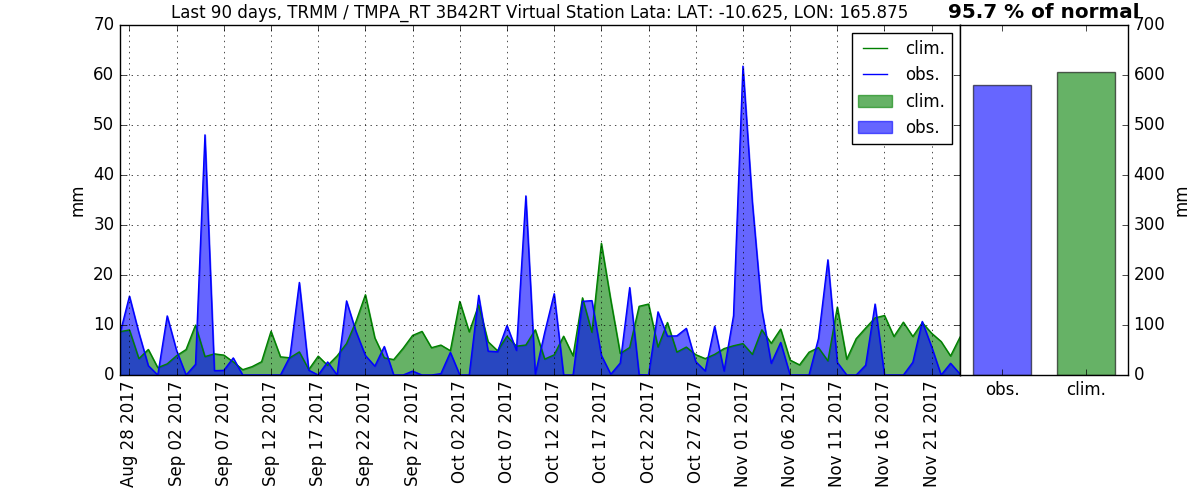 Last 90 days, TRMM / TMPA_RT 3B42RT Virtual Station Lata: LAT: -10.625, LON: 165.875
95.7 % of normal
70
60
50
40
30
20
10
0
mm
clim.
obs.
clim.
obs.
Aug 28 2017
Sep 02 2017
Sep 07 2017
Sep 12 2017
Sep 17 2017
Sep 22 2017
Sep 27 2017
Oct 02 2017
Oct 07 2017
Oct 12 2017
Oct 17 2017
Oct 22 2017
Oct 27 2017
Nov 01 2017
Nov 06 2017
Nov 11 2017
Nov 16 2017
Nov 21 2017
700
600
500
400
300
200
100
0
mm
obs.
clim.